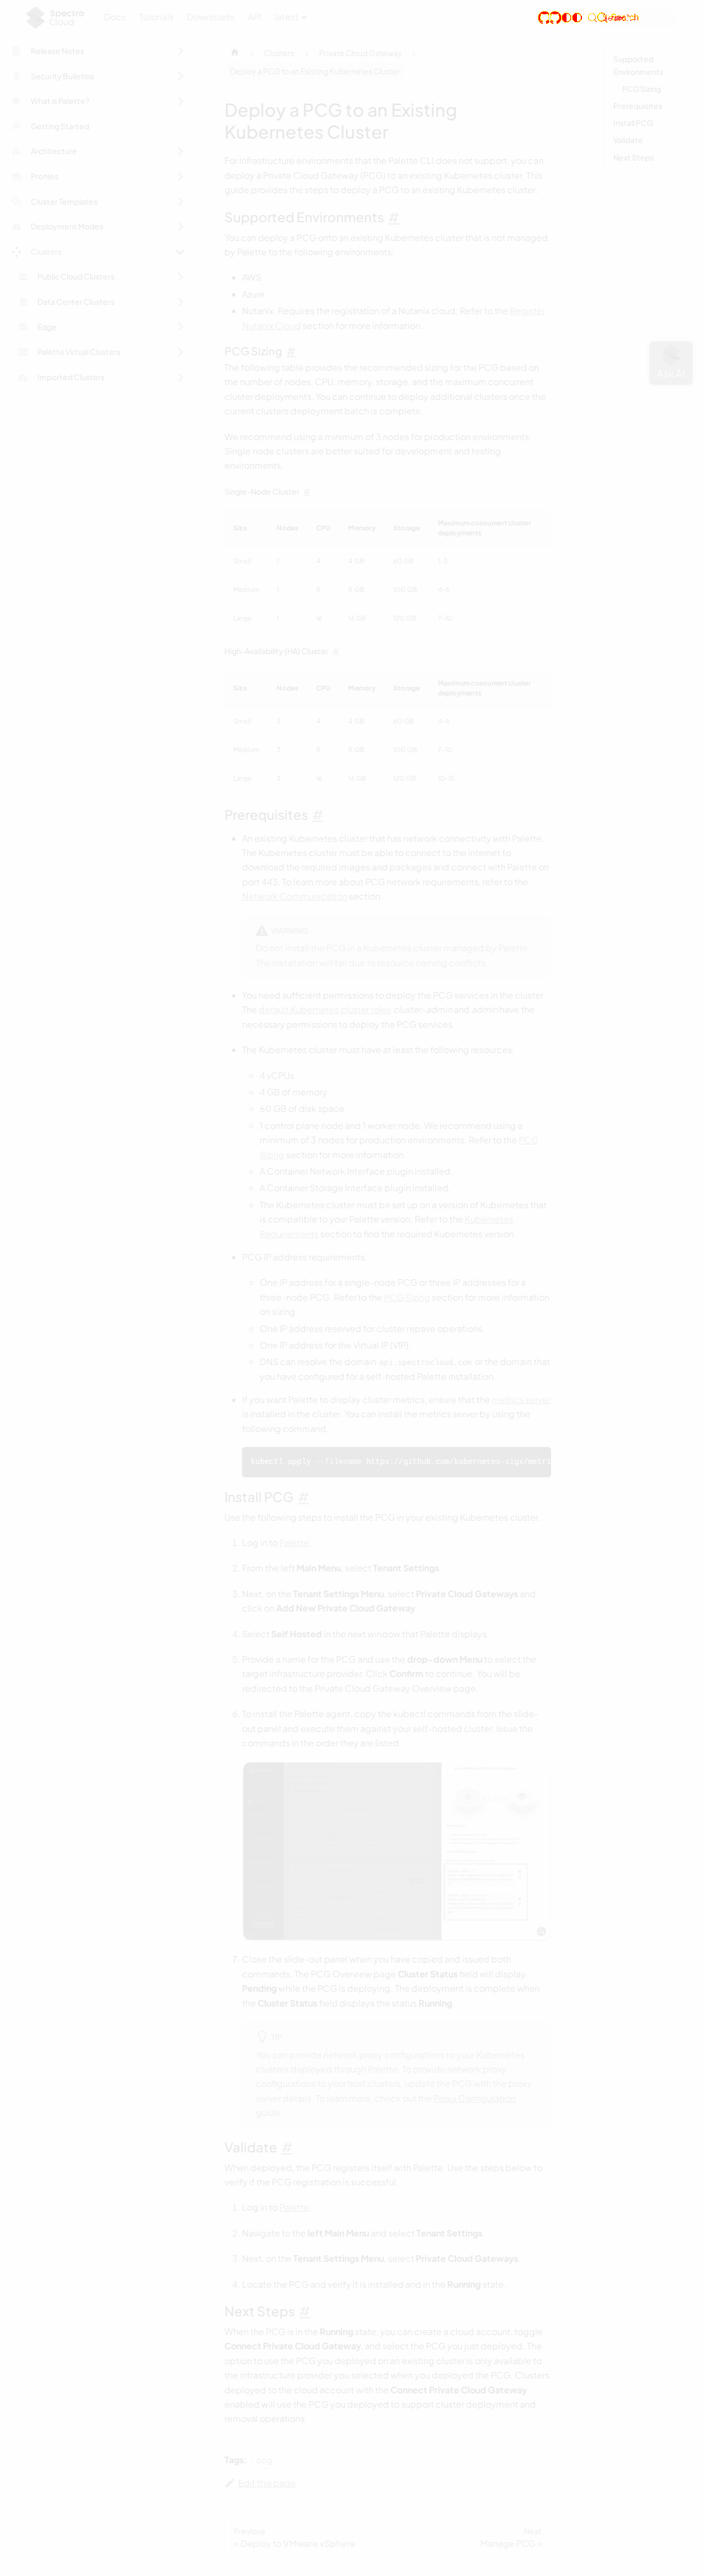 Spectro Cloud
Docs Tutorials Downloads API latest
Search
Release Notes
Security Bulletins
What is Palette?
Getting Started
Architecture
Profiles
Cluster Templates
Deployment Modes
Clusters
Public Cloud Clusters
Data Center Clusters
Edge
Palette Virtual Clusters
Imported Clusters
Clusters
Private Cloud Gateway
Deploy a PCG to an Existing Kubernetes Cluster
Deploy a PCG to an Existing
Kubernetes Cluster
For infrastructure environments that the Palette CLI does not support, you can
deploy a Private Cloud Gateway (PCG) to an existing Kubernetes cluster. This
guide provides the steps to deploy a PCG to an existing Kubernetes cluster.
Supported Environments #
You can deploy a PCG onto an existing Kubernetes cluster that is not managed
by Palette to the following environments:
AWS
Azure
Nutanix. Requires the registration of a Nutanix cloud. Refer to the Register
Nutanix Cloud section for more information.
PCG Sizing #
The following table provides the recommended sizing for the PCG based on
the number of nodes, CPU, memory, storage, and the maximum concurrent
cluster deployments. You can continue to deploy additional clusters once the
current clusters deployment batch is complete.
We recommend using a minimum of 3 nodes for production environments.
Single node clusters are better suited for development and testing
environments.
Single-Node Cluster #
Size Nodes CPU Memory Storage Maximum concurrent cluster
deployments
Small 1 4 4 GB 60 GB 1-3
Medium 1 8 8 GB 100 GB 4-6
Large 1 16 16 GB 120 GB 7-10
High-Availability (HA) Cluster #
Size Nodes CPU Memory Storage Maximum concurrent cluster
deployments
Small 3 4 4 GB 60 GB 4-6
Medium 3 8 8 GB 100 GB 7-10
Large 3 16 16 GB 120 GB 10-15
Prerequisites #
An existing Kubernetes cluster that has network connectivity with Palette.
The Kubernetes cluster must be able to connect to the internet to
download the required images and packages and connect with Palette on
port 443. To learn more about PCG network requirements, refer to the
Network Communication section.
WARNING
Do not install the PCG in a Kubernetes cluster managed by Palette.
The installation will fail due to resource naming conflicts.
You need sufficient permissions to deploy the PCG services in the cluster.
The default Kubernetes cluster roles cluster-admin and admin have the
necessary permissions to deploy the PCG services.
The Kubernetes cluster must have at least the following resources:
4 vCPUs
4 GB of memory
60 GB of disk space
1 control plane node and 1 worker node. We recommend using a
minimum of 3 nodes for production environments. Refer to the PCG
Sizing section for more information.
A Container Network Interface plugin installed.
A Container Storage Interface plugin installed.
The Kubernetes cluster must be set up on a version of Kubernetes that
is compatible to your Palette version. Refer to the Kubernetes
Requirements section to find the required Kubernetes version.
PCG IP address requirements:
One IP address for a single-node PCG or three IP addresses for a
three-node PCG. Refer to the PCG Sizing section for more information
on sizing.
One IP address reserved for cluster repave operations.
One IP address for the Virtual IP (VIP).
DNS can resolve the domain api.spectrocloud.com or the domain that
you have configured for a self-hosted Palette installation.
If you want Palette to display cluster metrics, ensure that the metrics server
is installed in the cluster. You can install the metrics server by using the
following command.
kubectl apply --filename https://github.com/kubernetes-sigs/metri
Install PCG #
Use the following steps to install the PCG in your existing Kubernetes cluster.
1. Log in to Palette.
2. From the left Main Menu, select Tenant Settings.
3. Next, on the Tenant Settings Menu, select Private Cloud Gateways and
click on Add New Private Cloud Gateway.
4. Select Self Hosted in the next window that Palette displays.
5. Provide a name for the PCG and use the drop-down Menu to select the
target infrastructure provider. Click Confirm to continue. You will be
redirected to the Private Cloud Gateway Overview page.
6. To install the Palette agent, copy the kubectl commands from the slide-
out panel and execute them against your self-hosted cluster. Issue the
commands in the order they are listed.
7. Close the slidle-out panel when you have copied and issued both
commands. The PCG Overview page Cluster Status field will display
Pending while the PCG is deploying. The deployment is complete when
the Cluster Status field displays the status Running.
TIP
You can provide network proxy configurations to your Kubernetes
clusters deployed through Palette. To provide network proxy
configurations to your host clusters, update the PCG with the proxy
server details. To learn more, check out the Proxy Configuration
guide.
Validate #
When deployed, the PCG registers itself with Palette. Use the steps below to
verify if the PCG registration is successful.
1. Log in to Palette.
2. Navigate to the left Main Menu and select Tenant Settings.
3. Next, on the Tenant Settings Menu, select Private Cloud Gateways.
4. Locate the PCG and verify it is installed and in the Running state.
Next Steps #
When the PCG is in the Running state, you can create a cloud account, toggle
Connect Private Cloud Gateway, and select the PCG you just deployed. The
option to use the PCG you deployed on an existing cluster is only available to
the infrastructure provider you selected when you deployed the PCG. Clusters
deployed to the cloud account with the Connect Private Cloud Gateway
enabled will use the PCG you deployed to support cluster deployment and
removal operations.
Tags: pcg
Edit this page
Previous
« Deploy to VMware vSphere
Next
Manage PCG »
Supported
Environments
PCG Sizing
Prerequisites
Install PCG
Validate
Next Steps
Ask AI